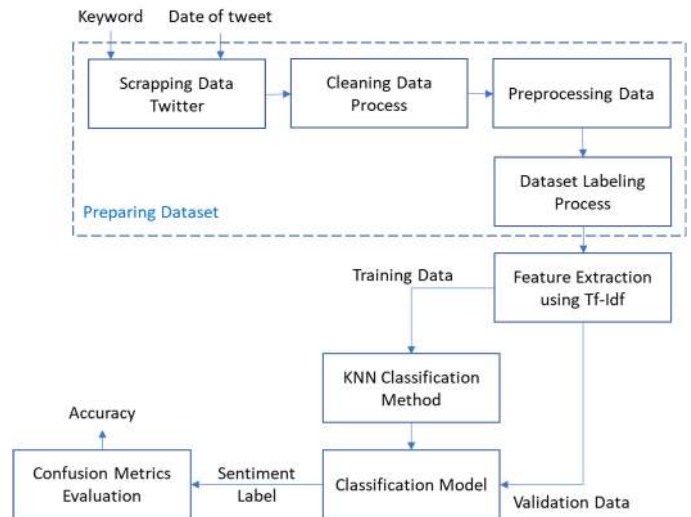 Keyword
Date of tweet
Scrapping Data
Twitter
Cleaning Data
Process
Preprocessing Data
Dataset Labeling
Process
Preparing Dataset
Training Data
Feature Extraction
using Tf-Idf
KNN Classification
Method
Accuracy
Confusion Metrics
Evaluation
Sentiment
Label
Classification Model
Validation Data